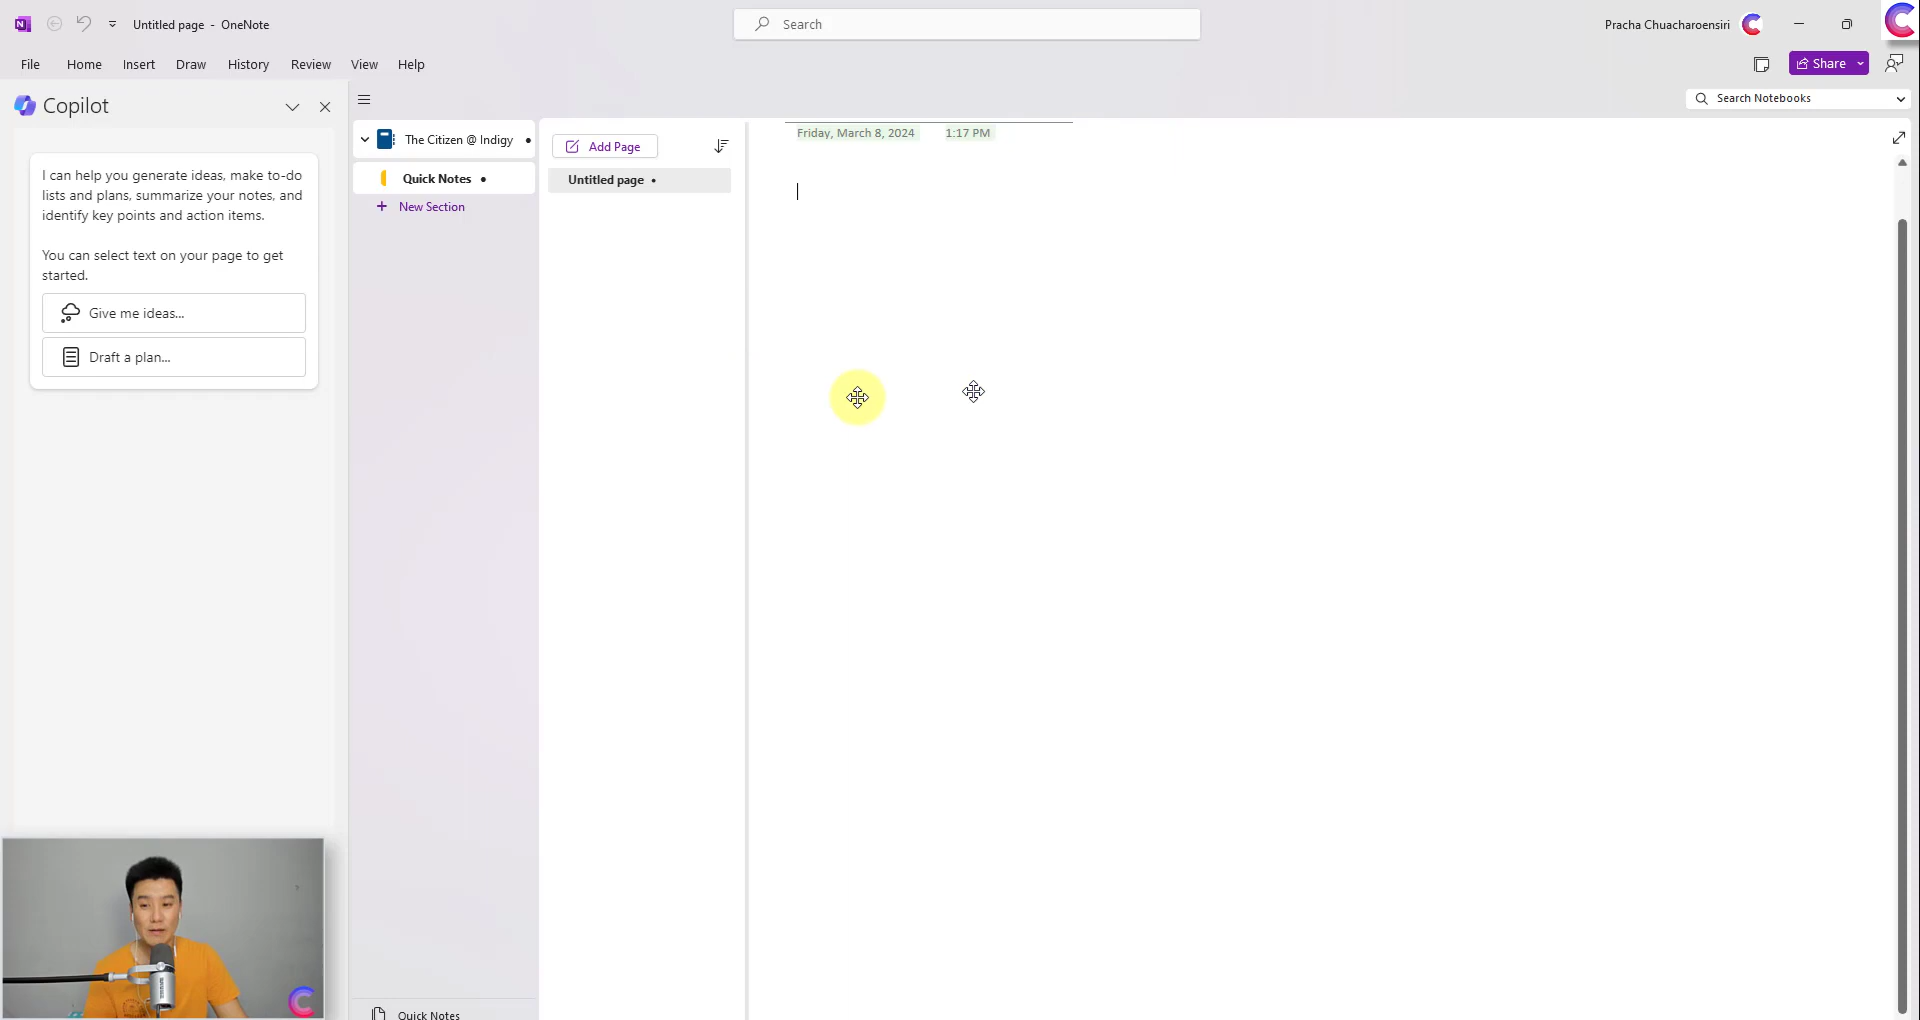 Untitled page - OneNote
Search
Pracha Chuacharoensiri
File Home Insert Draw History Review View Help
Share
Copilot
Search Notebooks
I can help you generate ideas, make to-do
lists and plans, summarize your notes, and
identify key points and action items.
You can select text on your page to get
started.
Give me ideas...
Draft a plan...
The Citizen @ Indigy
Quick Notes
New Section
Add Page
Untitled page
Friday, March 8, 2024 1:17 PM
Quick Notes